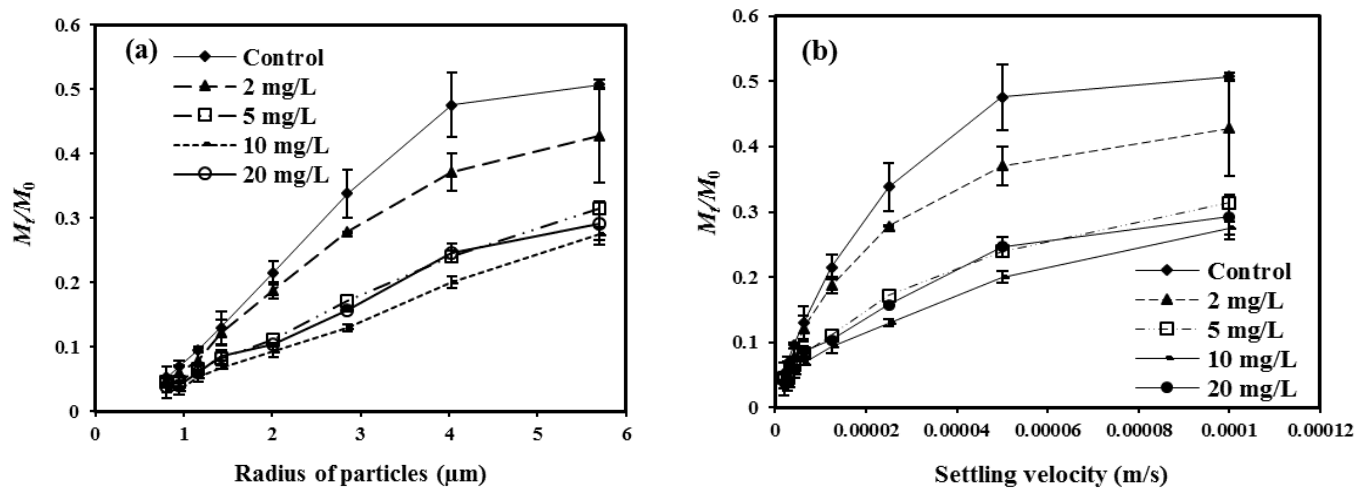 (a)
Control
2 mg/L
5 mg/L
10 mg/L
20 mg/L
0.6
0.5
0.4
0.3
0.2
0.1
0
Mt/M0
0 1 2 3 4 5 6
Radius of particles (μm)
(b)
0.6
0.5
0.4
0.3
0.2
0.1
0
Mt/M0
Control
2 mg/L
5 mg/L
10 mg/L
20 mg/L
0 0.00002 0.00004 0.00006 0.00008 0.0001 0.00012
Settling velocity (m/s)